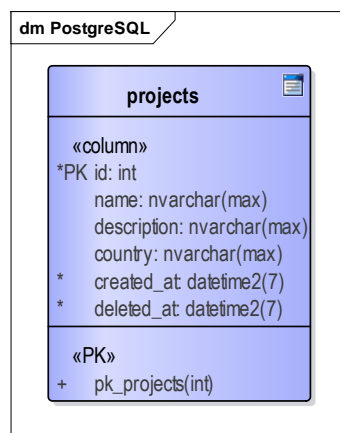 dm PostgreSQL
projects
«column»
*PK id: int
name: nvarchar(max)
description: nvarchar(max)
country: nvarchar(max)
* created_at: datetime2(7)
* deleted_at: datetime2(7)
«PK»
+ pk_projects(int)